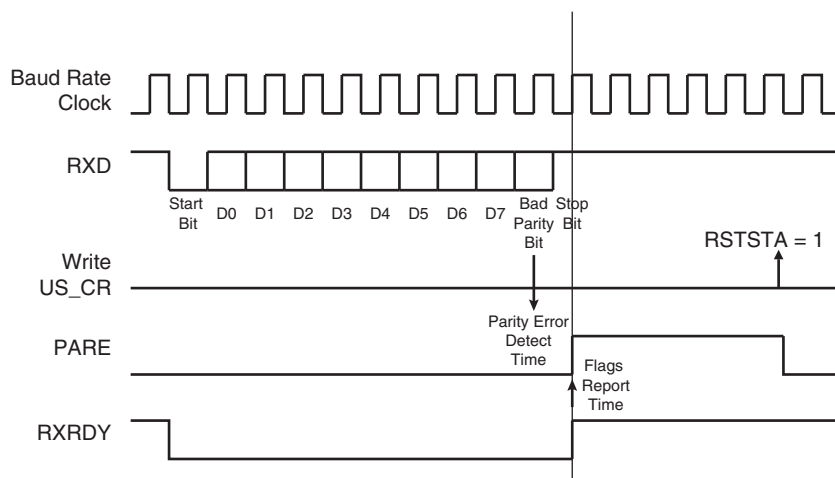 Baud Rate
Clock
RXD
Start
Bit
D0
D1
D2
D3
D4
D5
D6
D7
Bad
Parity
Bit
Stop
Bit
Write
US_CR
RSTSTA = 1
Parity Error
Detect
Time
PARE
Flags
Report
Time
RXRDY